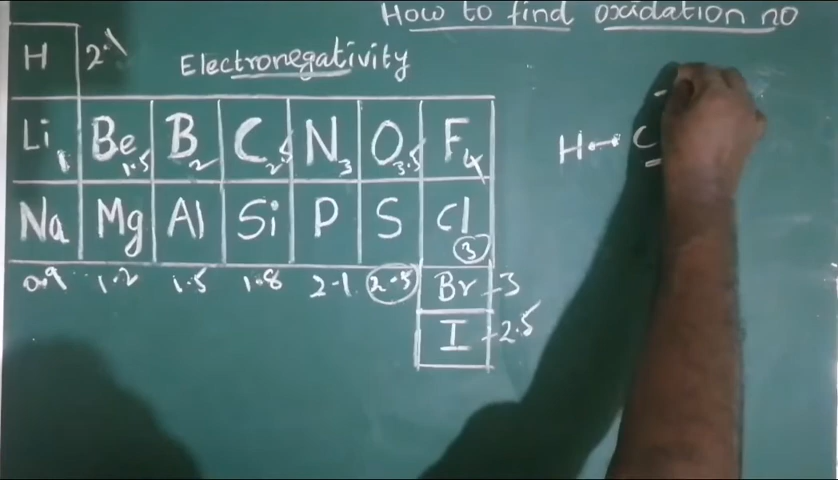 How to find oxidation no
H 2.1
Electronegativity
Li 1 Be 1.5 B 2 C 2.5 N 3 O 3.5 F 4
Na Mg Al Si P S Cl 3
0.9 1.2 1.5 1.8 2.1 2.5 Br - 3
I - 2.5
H C